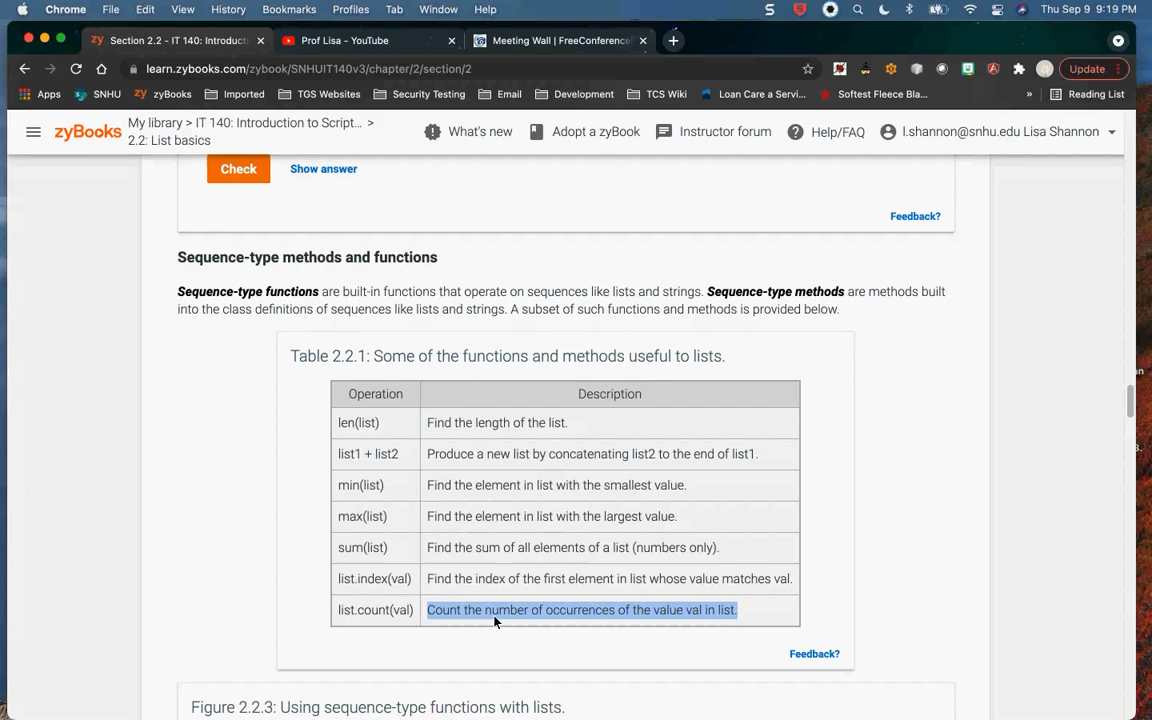 Chrome File Edit View History Bookmarks Profiles Tab Window Help Thu Sep 9 9:19 PM
zy Section 2.2 - IT 140: Introducti Prof Lisa - YouTube Meeting Wall | FreeConference
learn.zybooks.com/zybook/SNHUIT140v3/chapter/2/section/2 Update
Apps SNHU zyBooks Imported TGS Websites Security Testing Email Development TCS Wiki Loan Care a Servi... Softest Fleece Bla... » Reading List
zyBooks My library > IT 140: Introduction to Script... >
2.2: List basics
What's new Adopt a zyBook Instructor forum Help/FAQ l.shannon@snhu.edu Lisa Shannon
Check Show answer
Feedback?
Sequence-type methods and functions
Sequence-type functions are built-in functions that operate on sequences like lists and strings. Sequence-type methods are methods built
into the class definitions of sequences like lists and strings. A subset of such functions and methods is provided below.
Table 2.2.1: Some of the functions and methods useful to lists.
Operation Description
len(list) Find the length of the list.
list1 + list2 Produce a new list by concatenating list2 to the end of list1.
min(list) Find the element in list with the smallest value.
max(list) Find the element in list with the largest value.
sum(list) Find the sum of all elements of a list (numbers only).
list.index(val) Find the index of the first element in list whose value matches val.
list.count(val) Count the number of occurrences of the value val in list.
Feedback?
Figure 2.2.3: Using sequence-type functions with lists.